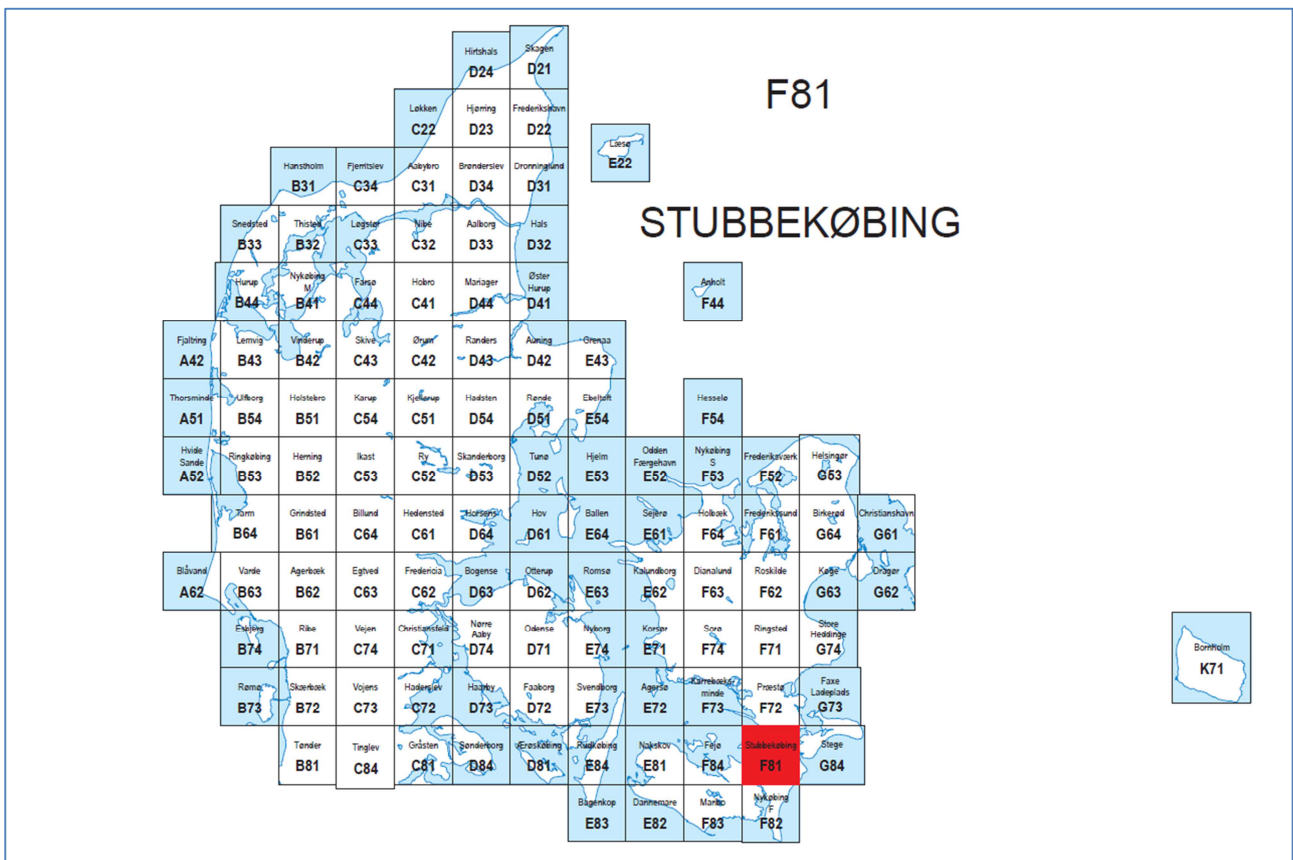 Hirtshals
D24
Skagen
D21
F81
Løkken
C22
Hjørring
D23
Frederikshavn
D22
Læsø
E22
Hanstholm
B31
Fjerritslev
C34
Aabybro
C31
Brønderslev
D34
Dronninglund
D31
STUBBEKØBING
Snedsted
B33
Thisted
B32
Løgstør
C33
Nibe
C32
Aalborg
D33
Hals
D32
Hurup
B44
Nykøbing
M
B41
Farsø
C44
Hobro
C41
Mariager
D44
Øster
Hurup
D41
Anholt
F44
Fjaltring
A42
Lemvig
B43
Vinderup
B42
Skive
C43
Ørum
C42
Randers
D43
Auning
D42
Grenaa
E43
Thorsminde
A51
Ulfborg
B54
Holstebro
B51
Karup
C54
Kjellerup
C51
Hadsten
D54
Rønde
D51
Ebeltoft
E54
Hesselø
F54
Hvide
Sande
A52
Ringkøbing
B53
Herning
B52
Ikast
C53
Ry
C52
Skanderborg
D53
Tunø
D52
Hjelm
E53
Odden
Færgehavn
E52
Nykøbing
S
F53
Frederiksværk
F52
Helsingør
G53
Tarm
B64
Grindsted
B61
Billund
C64
Hedensted
C61
Horsens
D64
Hov
D61
Ballen
E64
Sejerø
E61
Holbæk
F64
Frederikssund
F61
Birkerød
G64
Christianshavn
G61
Blåvand
A62
Varde
B63
Agerbæk
B62
Egtved
C63
Fredericia
C62
Bogense
D63
Otterup
D62
Romsø
E63
Kalundborg
E62
Dianalund
F63
Roskilde
F62
Køge
G63
Dragør
G62
Esbjerg
B74
Ribe
B71
Vejen
C74
Christiansfeld
C71
Nørre
Aaby
D74
Odense
D71
Nyborg
E74
Korsør
E71
Sorø
F74
Ringsted
F71
Store
Heddinge
G74
Bornholm
K71
Rømø
B73
Skærbæk
B72
Vojens
C73
Haderslev
C72
Haarby
D73
Faaborg
D72
Svendborg
E73
Agersø
E72
Karrebæks-
minde
F73
Præstø
F72
Faxe
Ladeplads
G73
Tønder
B81
Tinglev
C84
Gråsten
C81
Sønderborg
D84
Ærøskøbing
D81
Rudkøbing
E84
Nakskov
E81
Fejø
F84
Stubbekøbing
F81
Stege
G84
Bagenkop
E83
Dannemare
E82
Maribo
F83
Nykøbing
F
F82